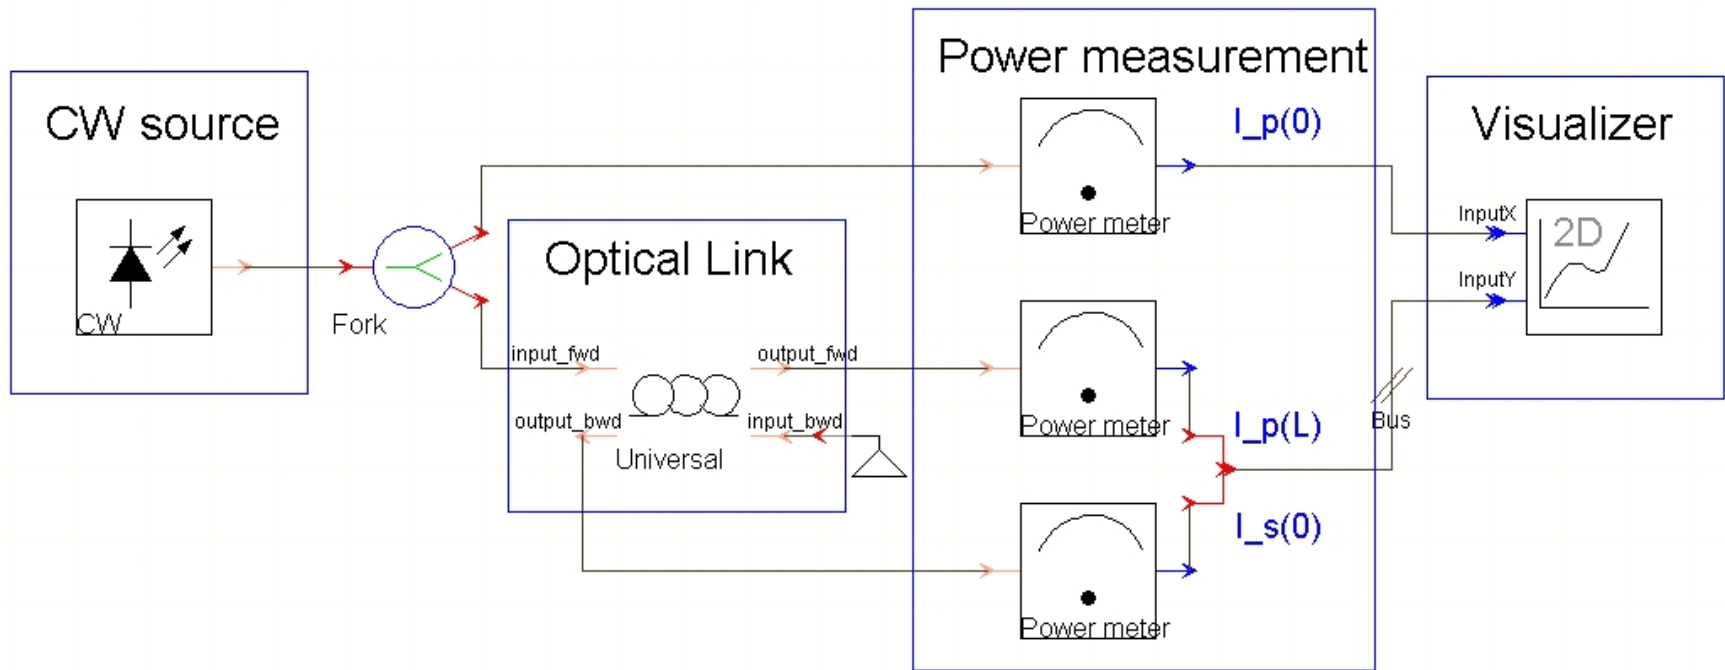 Power measurement
CW source
I_p(0)
Visualizer
InputX
2D
Power meter
CW
Fork
Optical Link
InputY
input_fwd
output_fwd
output_bwd
input_bwd
Universal
Power meter
I_p(L)
Bus
I_s(0)
Power meter